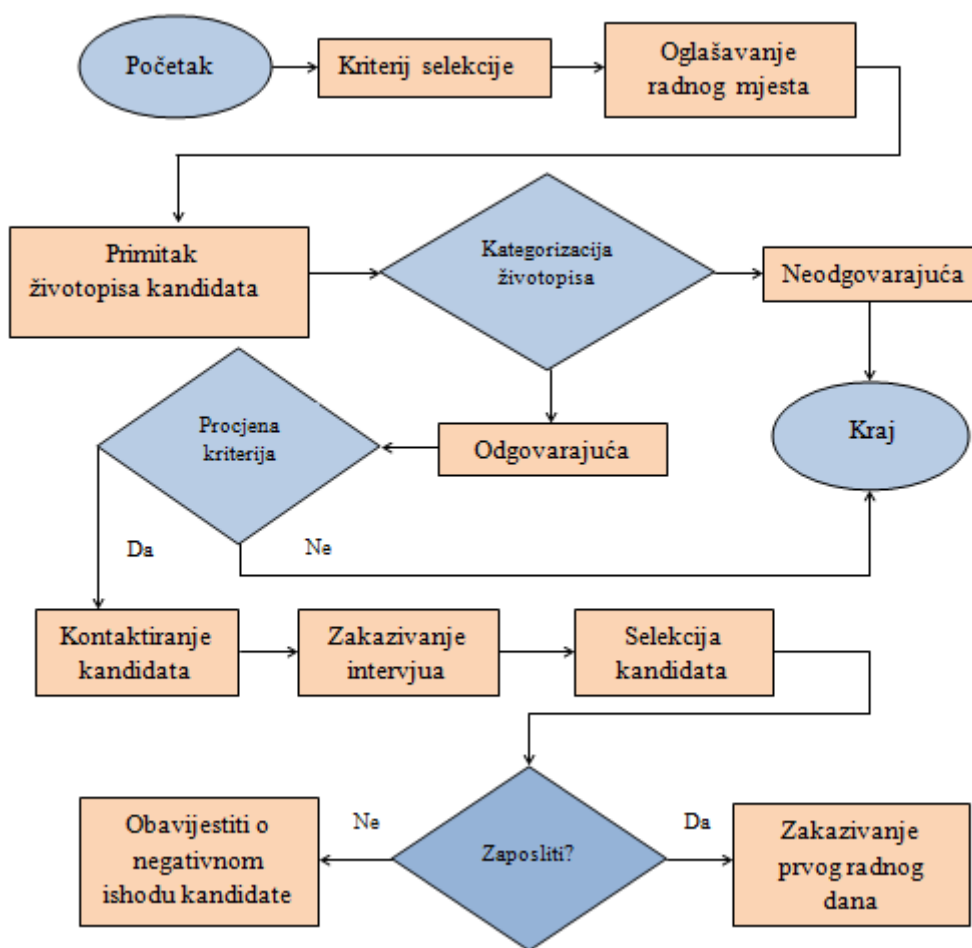 Početak
Kriterij selekcije
Oglašavanje
radnog mjesta
Primitak
životopisa kandidata
Kategorizacija
životopisa
Neodgovarajuća
Procjena
kriterija
Odgovarajuća
Kraj
Da
Ne
Kontaktiranje
kandidata
Zakazivanje
intervjua
Selekcija
kandidata
Obavijestiti o
negativnom
ishodu kandidate
Ne
Zaposliti?
Da
Zakazivanje
prvog radnog
dana